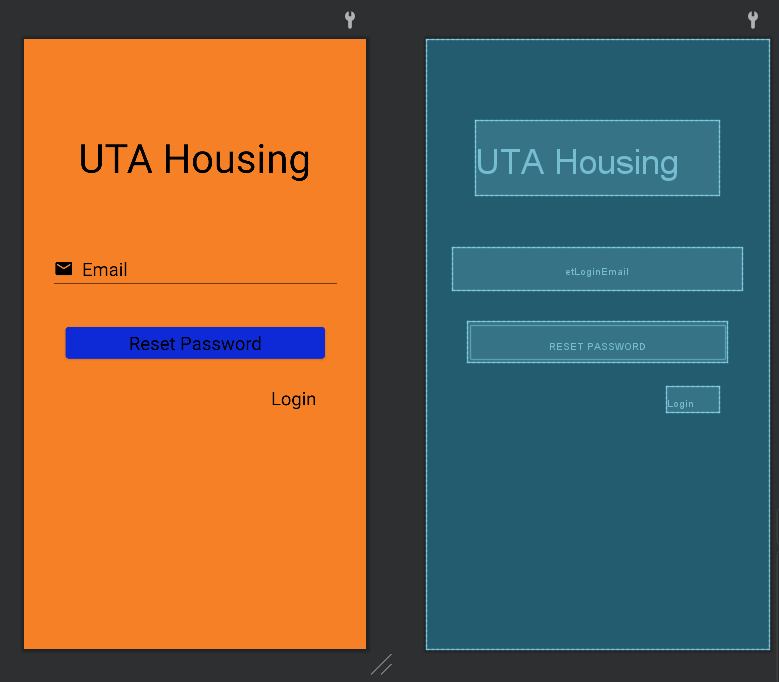 UTA Housing
Email
Reset Password
Login
UTA Housing
etLoginEmail
RESET PASSWORD
Login